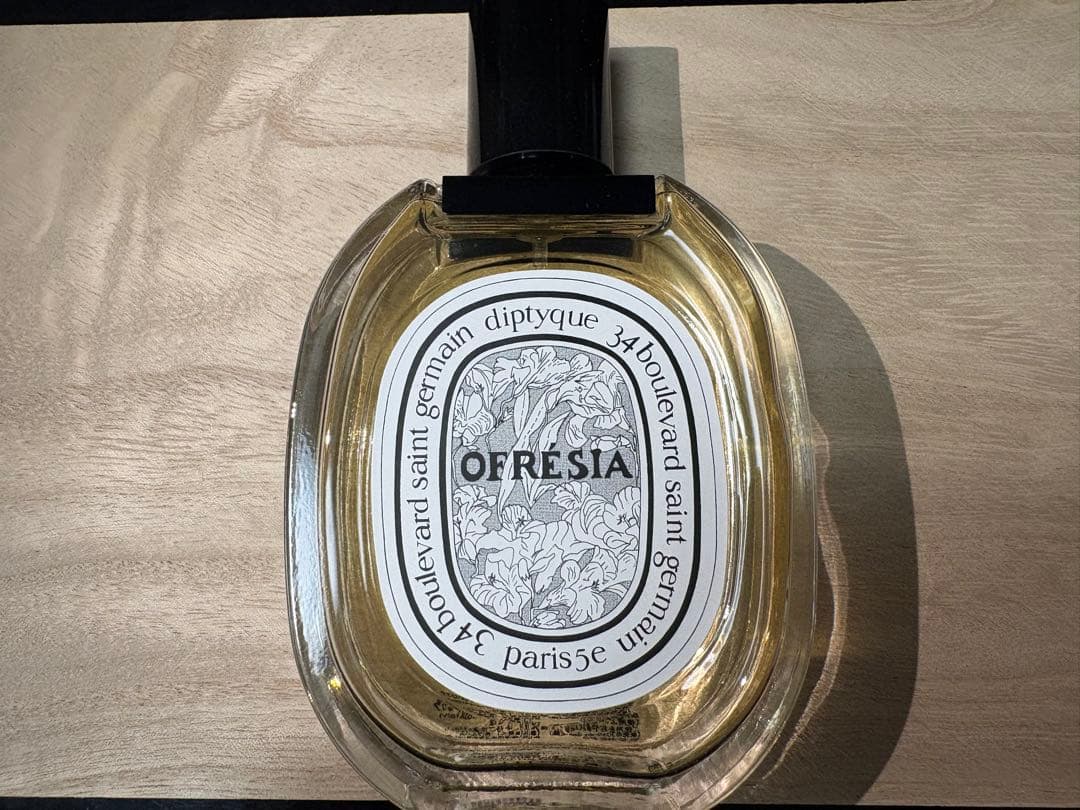 diptyque 34 boulevard saint germain paris 5e 34 boulevard saint germain
OFRÉSIA